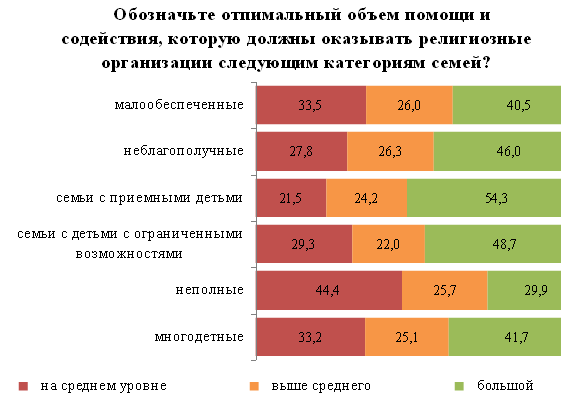 Обозначьте отпимальный объем помощи и
содействия, которую должны оказывать религиозные
организации следующим категориям семей?
малообеспеченные 33,5 26,0 40,5
неблагополучные 27,8 26,3 46,0
семьи с приемными детьми 21,5 24,2 54,3
семьи с детьми с ограниченными
возможностями 29,3 22,0 48,7
неполные 44,4 25,7 29,9
многодетные 33,2 25,1 41,7
на среднем уровне выше среднего большой